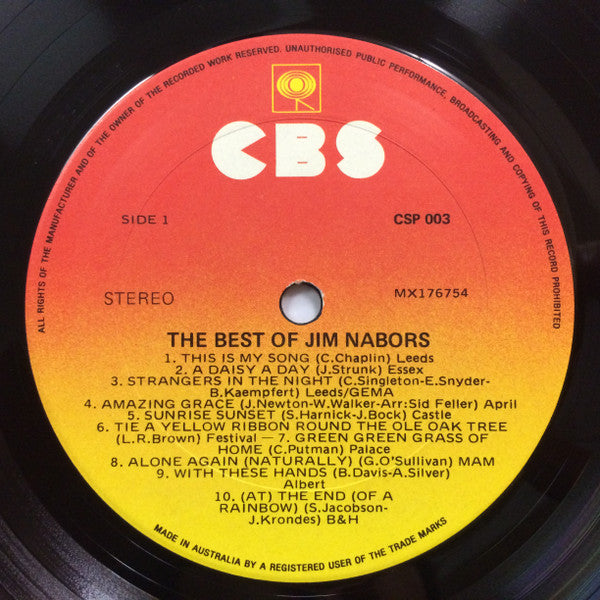 ALL RIGHTS OF THE MANUFACTURER AND OF THE OWNER OF THE RECORDED WORK RESERVED. UNAUTHORISED PUBLIC PERFORMANCE, BROADCASTING AND COPYING OF THIS RECORD PROHIBITED
CBS
SIDE 1
CSP 003
STEREO
MX176754
THE BEST OF JIM NABORS
1. THIS IS MY SONG (C.Chaplin) Leeds
2. A DAISY A DAY (J.Strunk) Essex
3. STRANGERS IN THE NIGHT (C.Singleton-E.Snyder-
B.Kaempfert) Leeds/GEMA
4. AMAZING GRACE (J.Newton-W.Walker-Arr:Sid Feller) April
5. SUNRISE SUNSET (S.Harnick-J.Bock) Castle
6. TIE A YELLOW RIBBON ROUND THE OLE OAK TREE
(L.R.Brown) Festival — 7. GREEN GREEN GRASS OF
HOME (C.Putman) Palace
8. ALONE AGAIN (NATURALLY) (G.O'Sullivan) MAM
9. WITH THESE HANDS (B.Davis-A.Silver)
Albert
10. (AT) THE END (OF A
RAINBOW) (S.Jacobson-
J.Krondes) B&H
MADE IN AUSTRALIA BY A REGISTERED USER OF THE TRADE MARKS